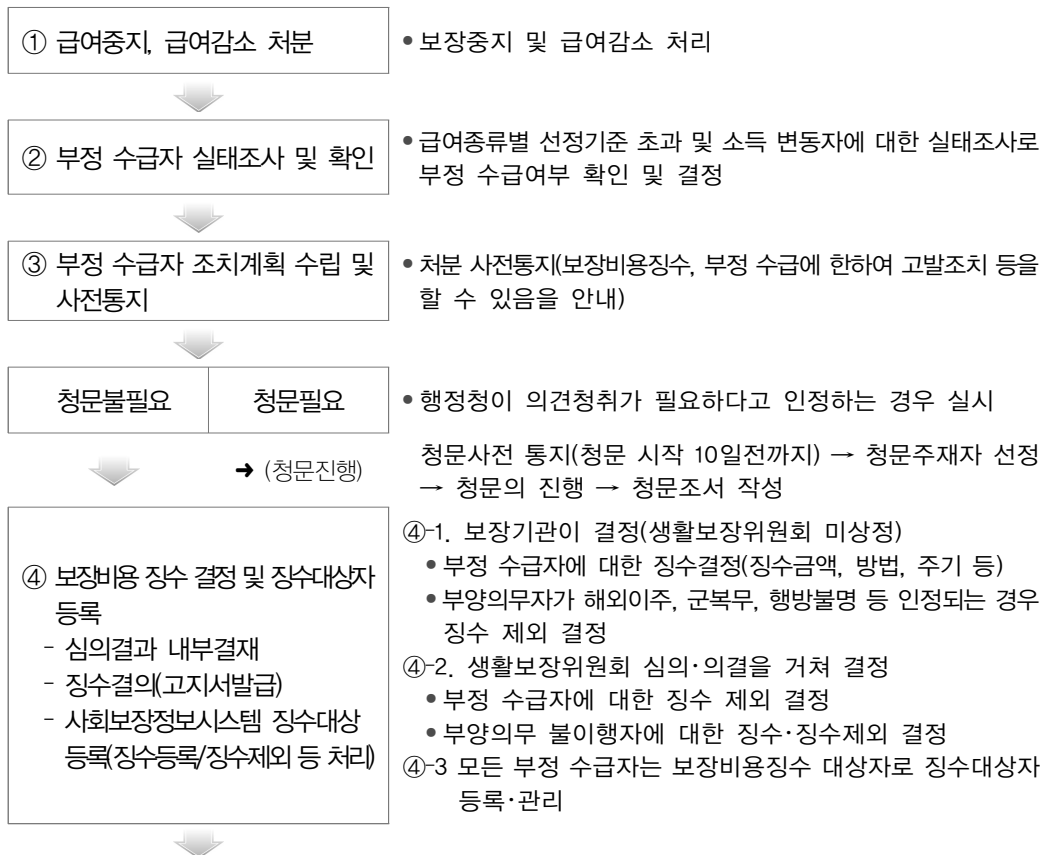 ① 급여중지, 급여감소 처분
• 보장중지 및 급여감소 처리
② 부정 수급자 실태조사 및 확인
• 급여종류별 선정기준 초과 및 소득 변동자에 대한 실태조사로
부정 수급여부 확인 및 결정
③ 부정 수급자 조치계획 수립 및
사전통지
• 처분 사전통지(보장비용징수, 부정 수급에 한하여 고발조치 등을
할 수 있음을 안내)
청문불필요
청문필요
• 행정청이 의견청취가 필요하다고 인정하는 경우 실시
➜ (청문진행)
청문사전 통지(청문 시작 10일전까지) → 청문주재자 선정
→ 청문의 진행 → 청문조서 작성
④ 보장비용 징수 결정 및 징수대상자
등록
- 심의결과 내부결재
- 징수결의(고지서발급)
- 사회보장정보시스템 징수대상
등록(징수등록/징수제외 등 처리)
④-1. 보장기관이 결정(생활보장위원회 미상정)
• 부정 수급자에 대한 징수결정(징수금액, 방법, 주기 등)
• 부양의무자가 해외이주, 군복무, 행방불명 등 인정되는 경우
징수 제외 결정
④-2. 생활보장위원회 심의·의결을 거쳐 결정
• 부정 수급자에 대한 징수 제외 결정
• 부양의무 불이행자에 대한 징수·징수제외 결정
④-3 모든 부정 수급자는 보장비용징수 대상자로 징수대상자
등록·관리